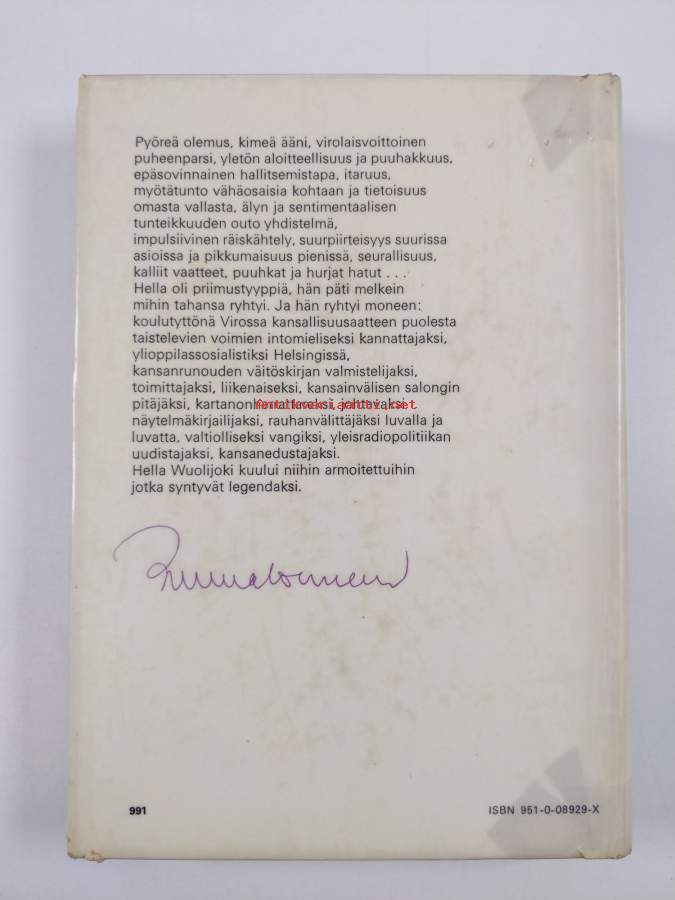 Pyöreä olemus, kimeä ääni, virolaisvoittoinen
puheenparsi, yletön aloitteellisuus ja puuhakkuus,
epäsovinnainen hallitsemistapa, itaruus,
myötätunto vähäosaisia kohtaan ja tietoisuus
omasta vallasta, älyn ja sentimentaalisen
tunteikkuuden outo yhdistelmä,
impulsiivinen räiskähtely, suurpiirteisyys suurissa
asioissa ja pikkumaisuus pienissä, seurallisuus,
kalliit vaatteet, puuhkat ja hurjat hatut . . .
Hella oli priimustyyppiä, hän päti melkein
mihin tahansa ryhtyi. Ja hän ryhtyi moneen:
koulutyttönä Virossa kansallisuusaatteen puolesta
taistelevien voimien intomieliseksi kannattajaksi,
ylioppilassosialistiksi Helsingissä,
kansanrunouden väitöskirjan valmistelijaksi,
toimittajaksi, liikenaiseksi, kansainvälisen salongin
pitäjäksi, johtavaksi
näytelmäkirjailijaksi, rauhanvälittäjäksi luvalla ja
luvatta, valtiolliseksi vangiksi, yleisradiopolitiikan
uudistajaksi, kansanedustajaksi.
Hella Wuolijoki kuului niihin armoitettuihin
jotka syntyvät legendaksi.
991
ISBN 951-0-08929-X